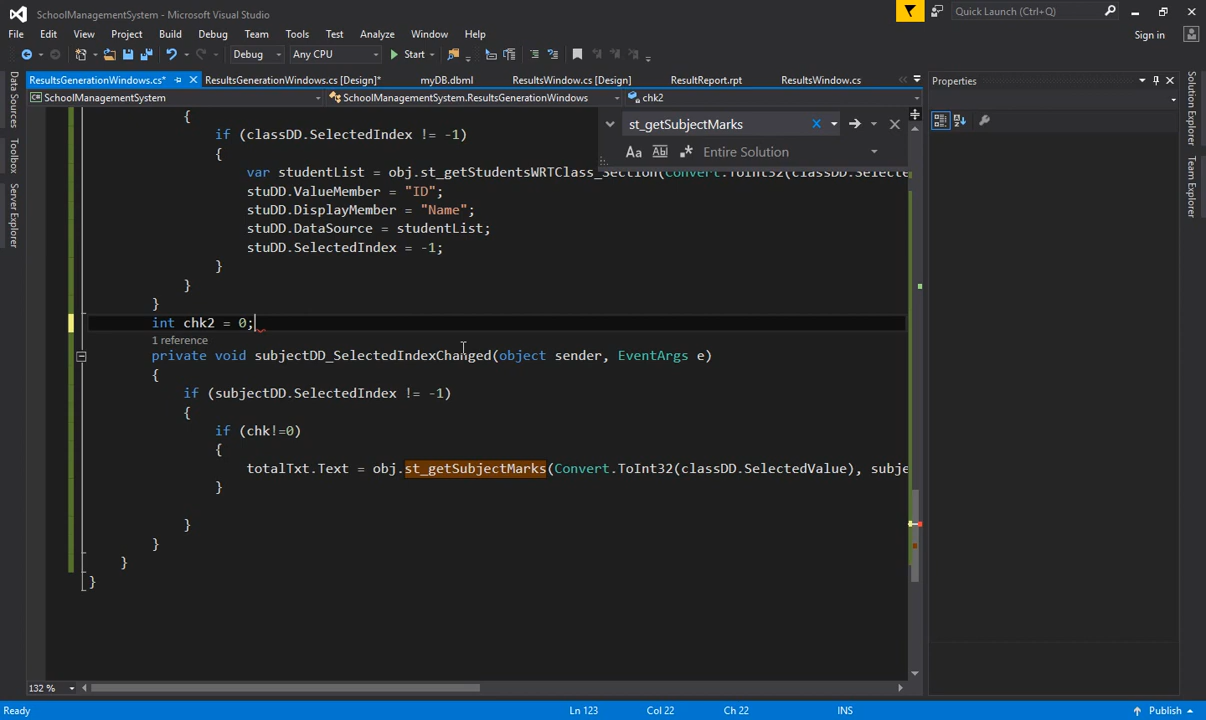 SchoolManagementSystem - Microsoft Visual Studio
Quick Launch (Ctrl+Q)
File Edit View Project Build Debug Team Tools Test Analyze Window Help
Sign in
Debug Any CPU Start
ResultsGenerationWindows.cs* ResultsGenerationWindows.cs [Design]* myDB.dbml ResultsWindow.cs [Design] ResultReport.rpt ResultsWindow.cs
Properties
SchoolManagementSystem SchoolManagementSystem.ResultsGenerationWindows chk2
Data Sources
Toolbox
Server Explorer
Solution Explorer
Team Explorer
st_getSubjectMarks
Aa Ab Entire Solution
{
if (classDD.SelectedIndex != -1)
{
var studentList = obj.st_getStudentsWRTClass_Section(Convert.ToInt32(classDD.Selecte
stuDD.ValueMember = "ID";
stuDD.DisplayMember = "Name";
stuDD.DataSource = studentList;
stuDD.SelectedIndex = -1;
}
}
}
int chk2 = 0;
1 reference
private void subjectDD_SelectedIndexChanged(object sender, EventArgs e)
{
if (subjectDD.SelectedIndex != -1)
{
if (chk!=0)
{
totalTxt.Text = obj.st_getSubjectMarks(Convert.ToInt32(classDD.SelectedValue), subje
}
}
}
}
}
132 %
Ready Ln 123 Col 22 Ch 22 INS Publish